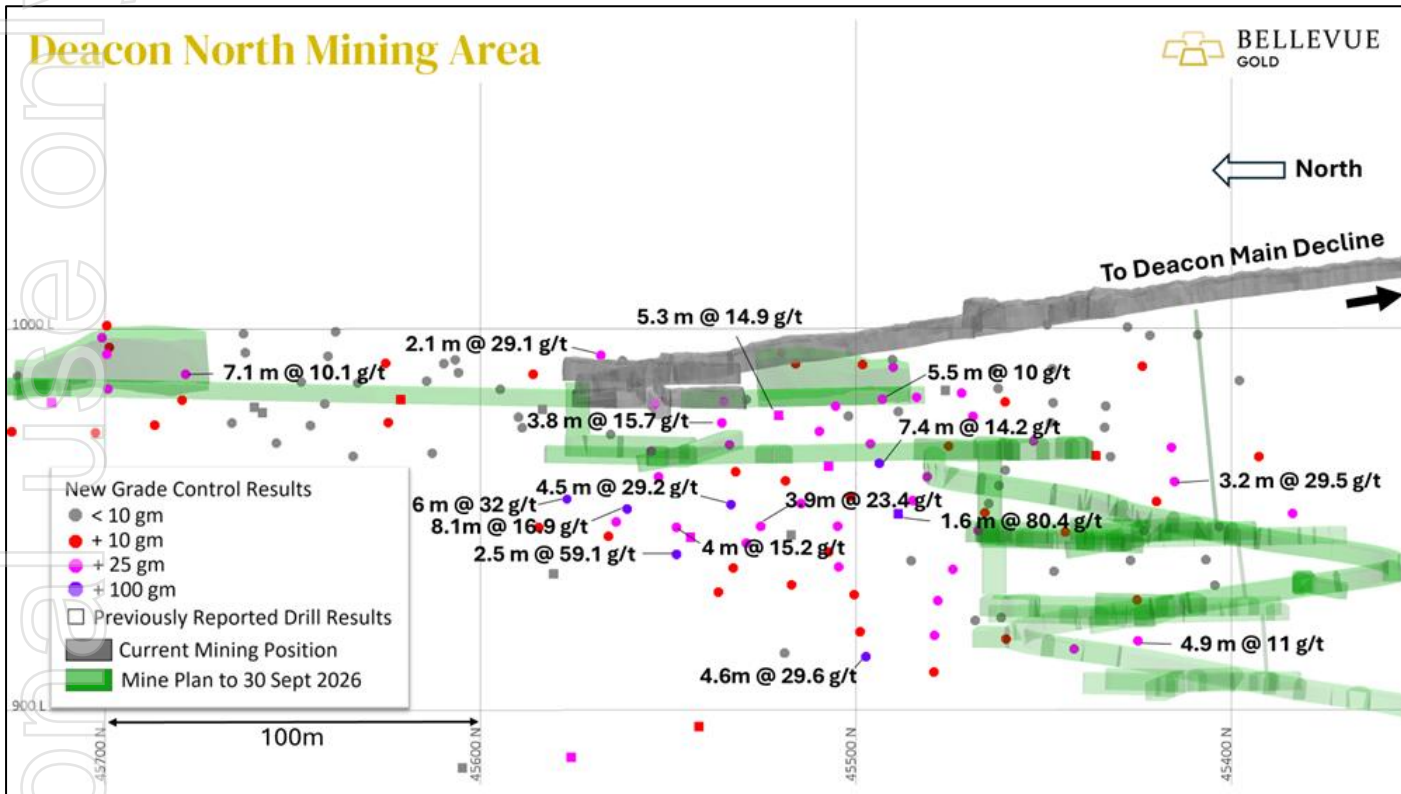 Deacon North Mining Area
BELLEVUE
GOLD
North
To Deacon Main Decline
1000 L
5.3 m @ 14.9 g/t
2.1 m @ 29.1 g/t
7.1 m @ 10.1 g/t
5.5 m @ 10 g/t
3.8 m @ 15.7 g/t
7.4 m @ 14.2 g/t
4.5 m @ 29.2 g/t
3.2 m @ 29.5 g/t
6 m @ 32 g/t
3.9m @ 23.4 g/t
8.1m @ 16.9 g/t
1.6 m @ 80.4 g/t
2.5 m @ 59.1 g/t
4 m @ 15.2 g/t
4.9 m @ 11 g/t
4.6m @ 29.6 g/t
New Grade Control Results
< 10 gm
+ 10 gm
+ 25 gm
+ 100 gm
Previously Reported Drill Results
Current Mining Position
Mine Plan to 30 Sept 2026
900 L
100m
45700 N
45600 N
45500 N
45400 N
onal use onl